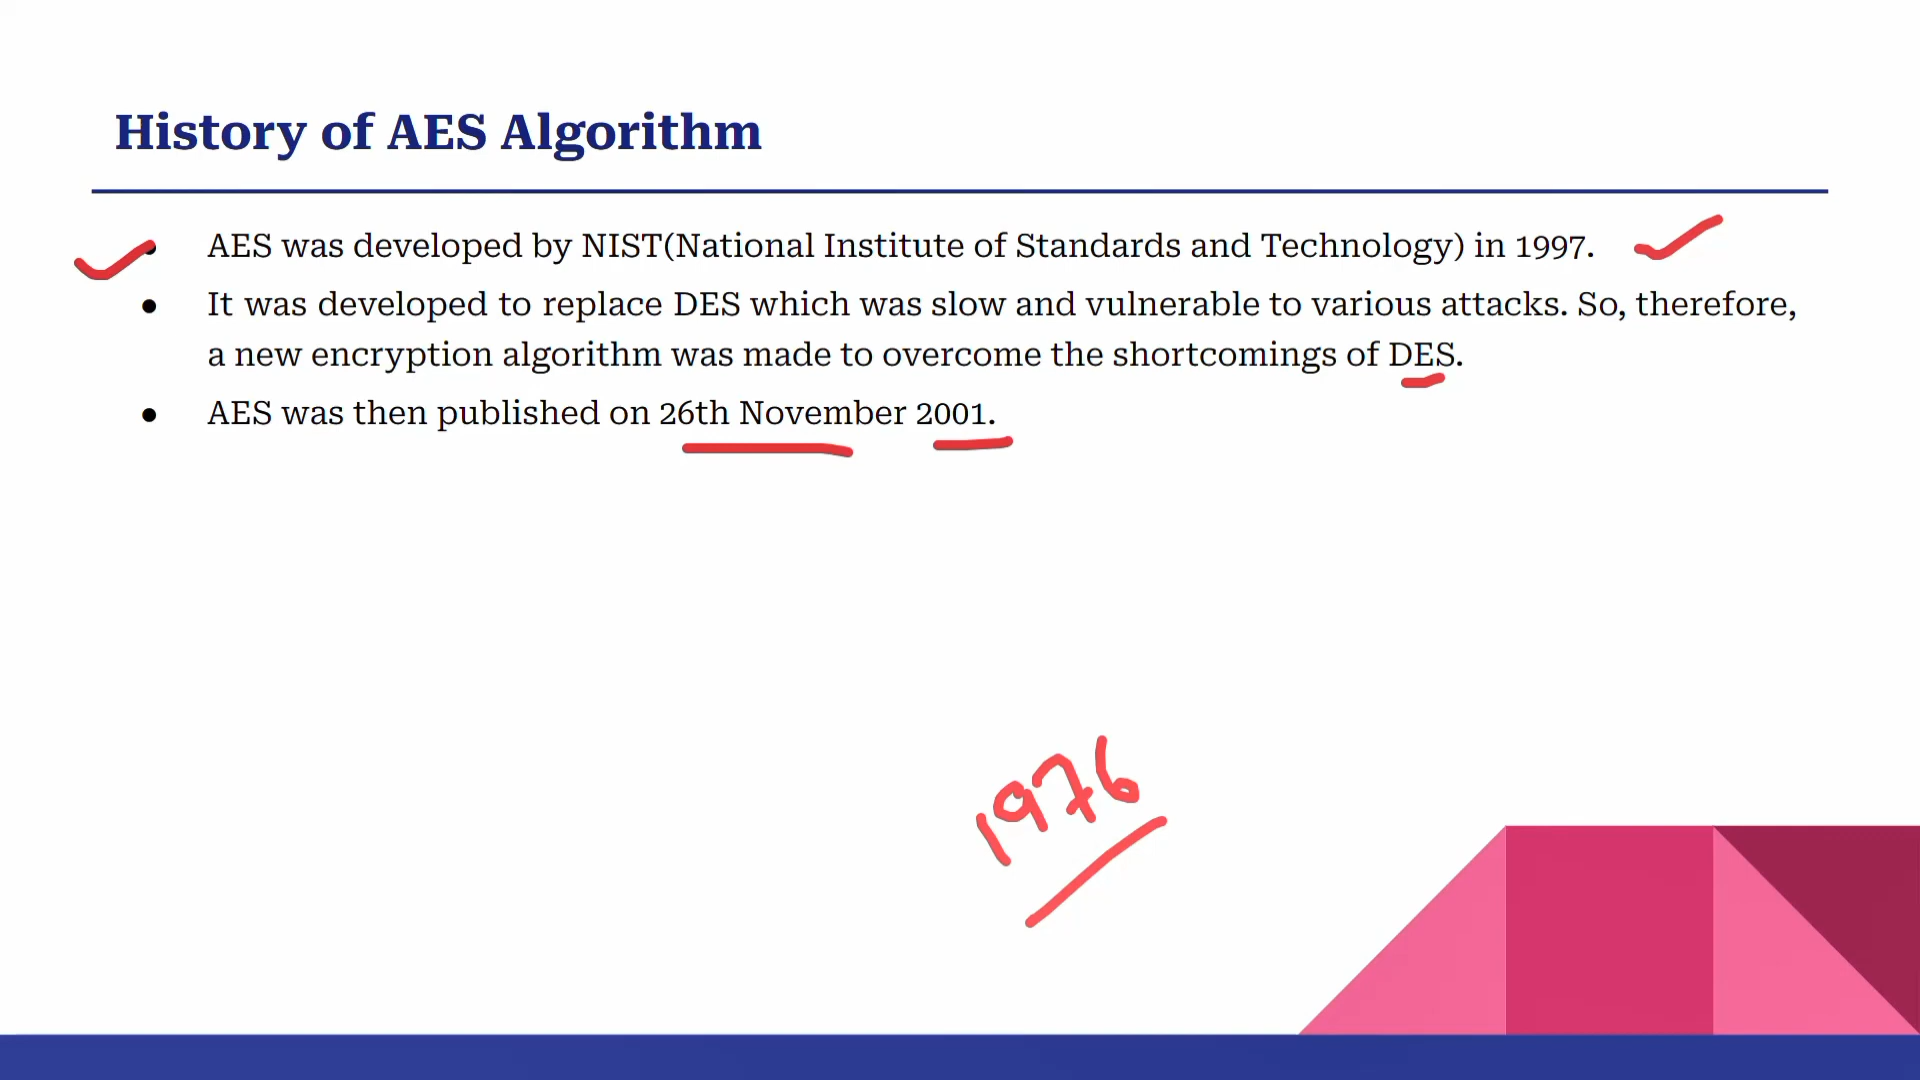 History of AES Algorithm
● AES was developed by NIST(National Institute of Standards and Technology) in 1997.
● It was developed to replace DES which was slow and vulnerable to various attacks. So, therefore,
a new encryption algorithm was made to overcome the shortcomings of DES.
● AES was then published on 26th November 2001.
1976